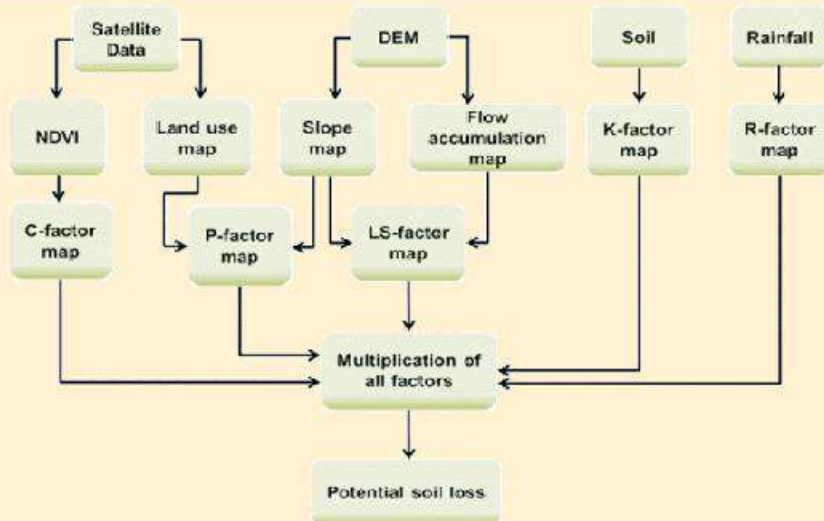 Satellite
Data
DEM
Soil
Rainfall
NDVI
Land use
map
Slope
map
Flow
accumulation
map
K-factor
map
R-factor
map
C-factor
map
P-factor
map
LS-factor
map
Multiplication of
all factors
Potential soil loss